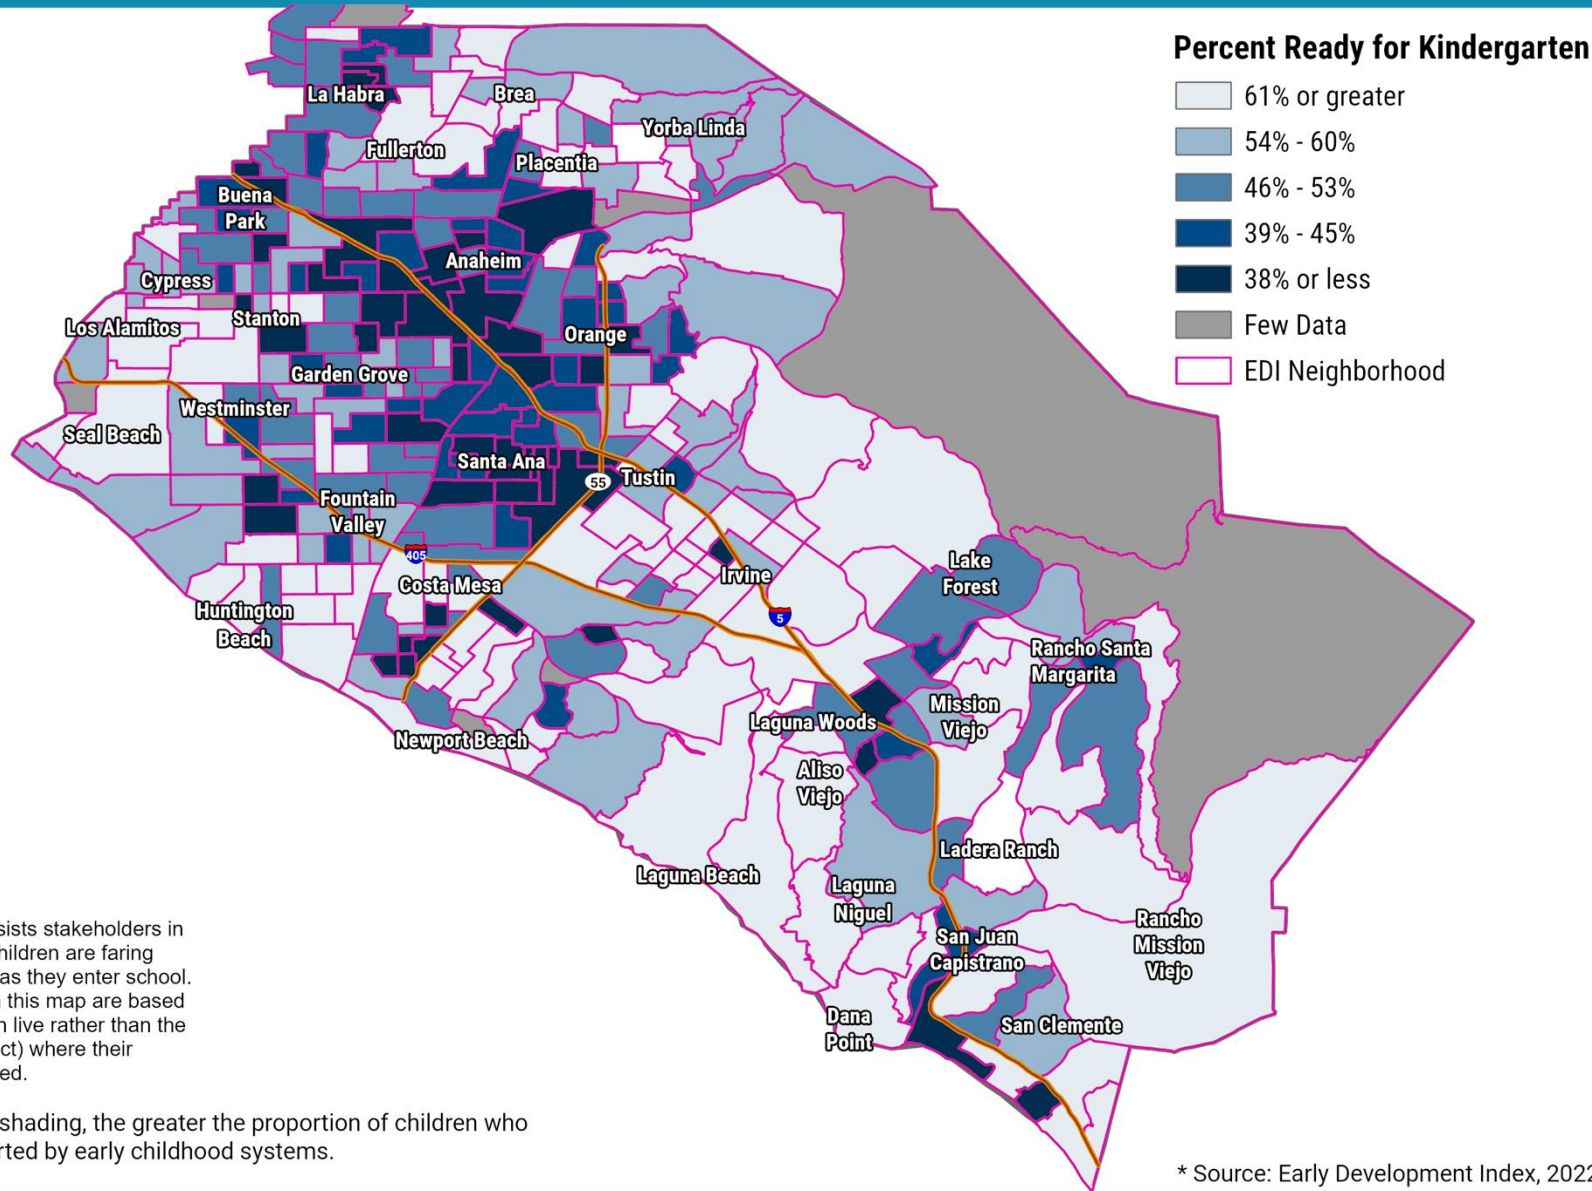 Percent Ready for Kindergarten
61% or greater
54% - 60%
46% - 53%
39% - 45%
38% or less
Few Data
EDI Neighborhood
La Habra
Brea
Yorba Linda
Fullerton
Placentia
Buena
Park
Anaheim
Cypress
Stanton
Los Alamitos
Orange
Garden Grove
Westminster
Seal Beach
Santa Ana
55
Tustin
Fountain
Valley
405
Irvine
Costa Mesa
Lake
Forest
5
Huntington
Beach
Rancho Santa
Margarita
Mission
Viejo
Laguna Woods
Newport Beach
Aliso
Viejo
Ladera Ranch
Laguna Beach
Laguna
Niguel
Rancho
Mission
Viejo
San Juan
Capistrano
Dana
Point
San Clemente
sists stakeholders in
hildren are faring
as they enter school.
this map are based
live rather than the
ct) where their
ed.
shading, the greater the proportion of children who
rted by early childhood systems.
* Source: Early Development Index, 2022